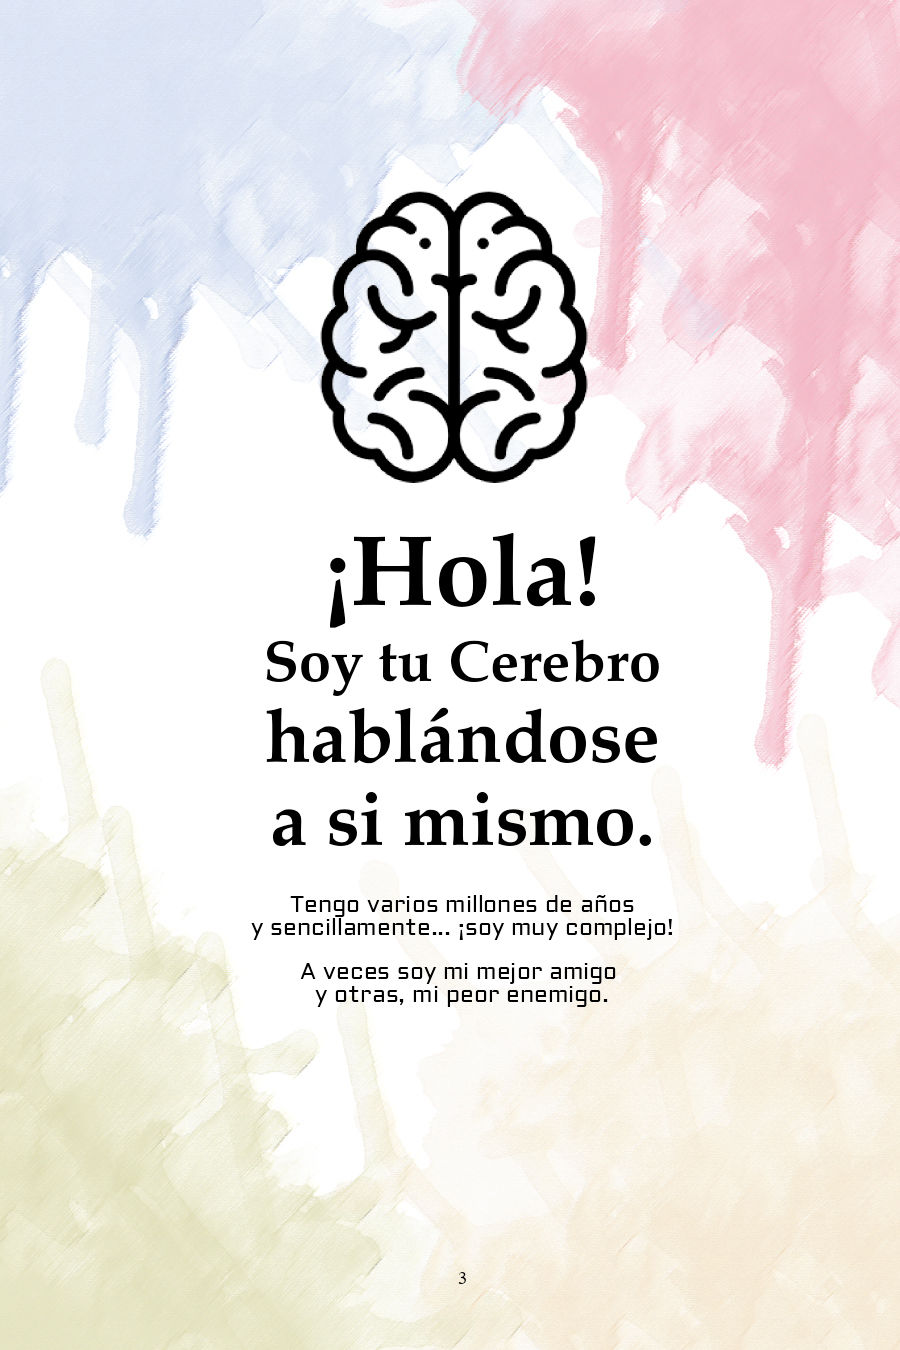 ¡Hola!
Soy tu Cerebro
hablándose
a si mismo.
Tengo varios millones de años
y sencillamente... ¡soy muy complejo!
A veces soy mi mejor amigo
y otras, mi peor enemigo.
3